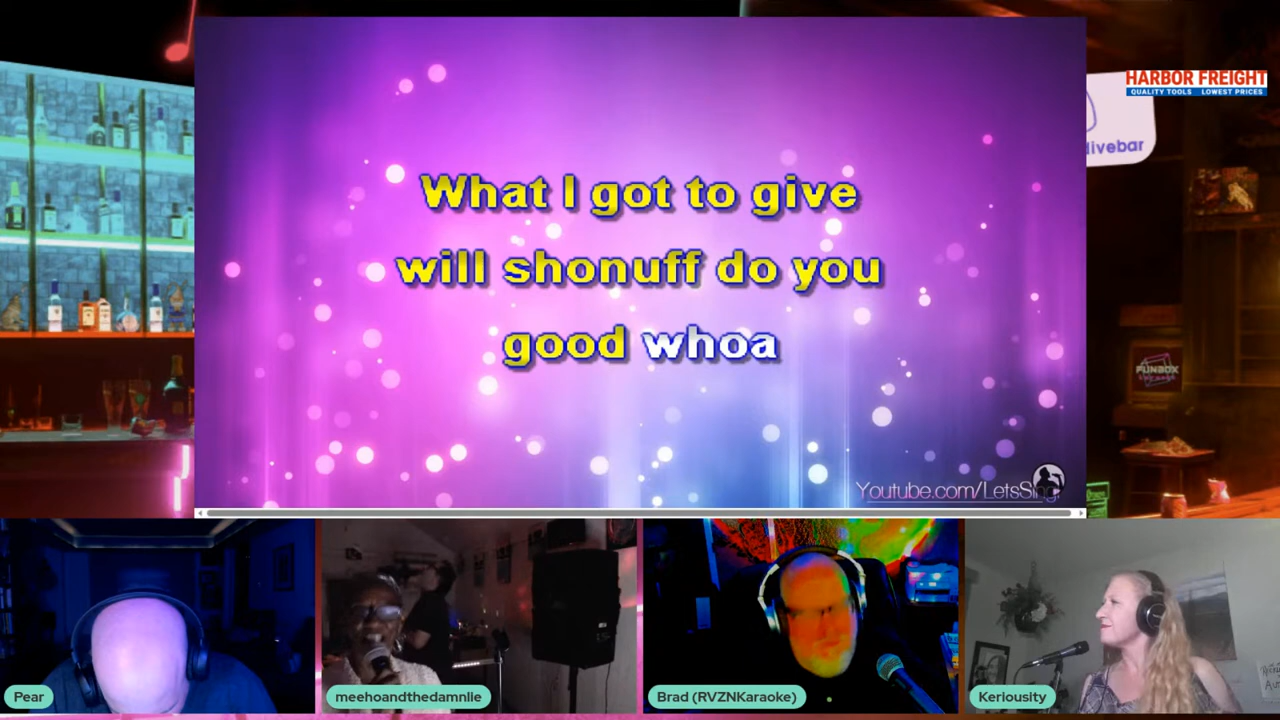 HARBOR FREIGHT
QUALITY TOOLS LOWEST PRICES
livebar
What I got to give
will shonuff do you
good whoa
FUNBOX
Youtube.com/LetsSing
Pear
meehoandthedamnlie
Brad (RVZNKaraoke)
Keriousity